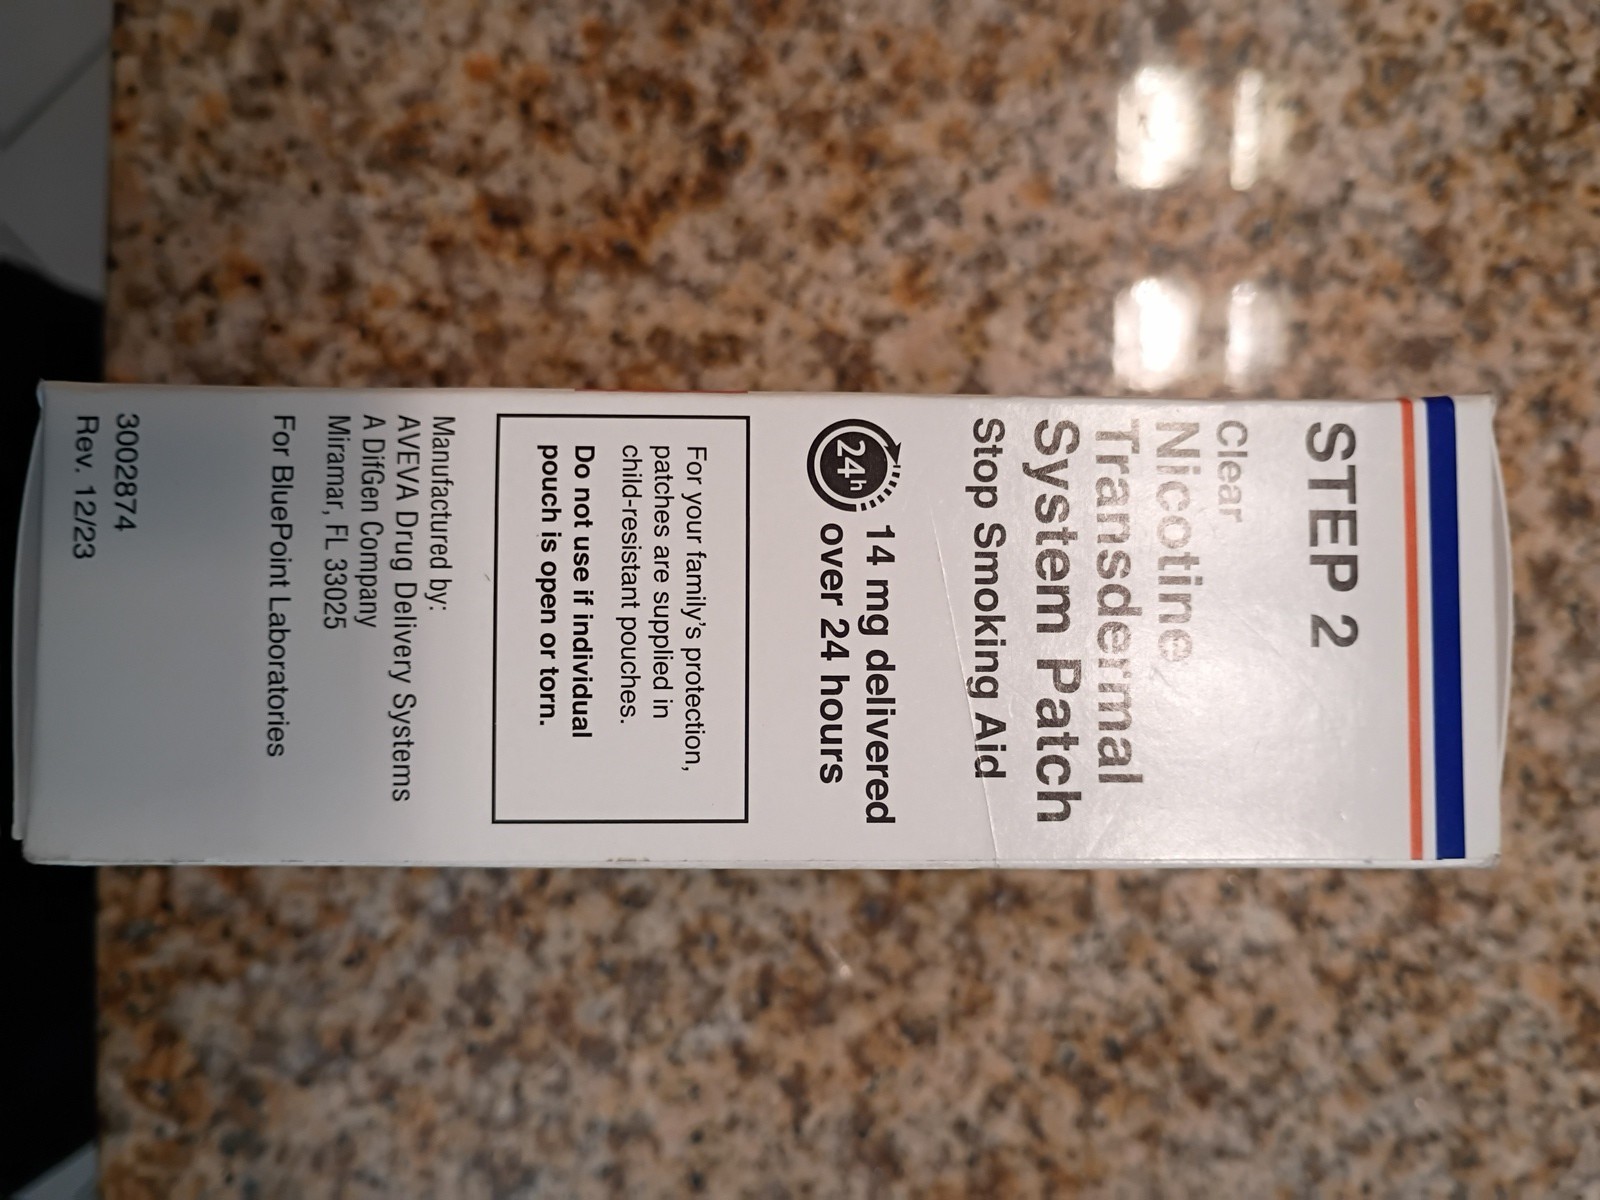 STEP 2
Clear
Nicotine
Transdermal
System Patch
Stop Smoking Aid
24h
14 mg delivered
over 24 hours
For your family's protection,
patches are supplied in
child-resistant pouches.
Do not use if individual
pouch is open or torn.
Manufactured by:
AVEVA Drug Delivery Systems
A DifGen Company
Miramar, FL 33025
For BluePoint Laboratories
3002874
Rev. 12/23